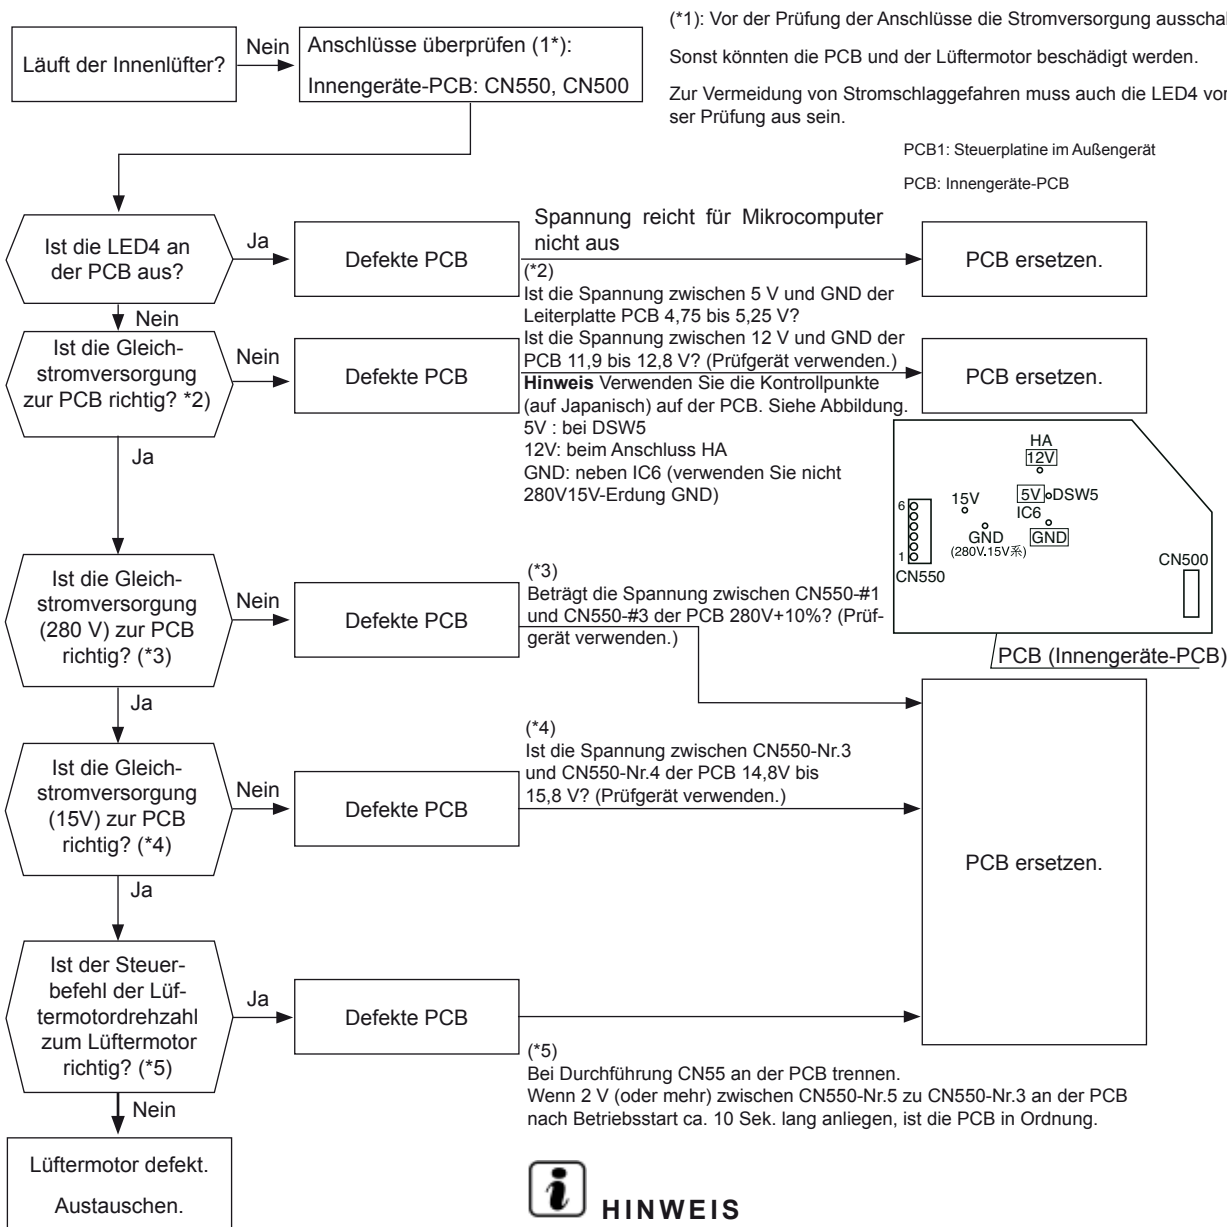 (*1): Vor der Prüfung der Anschlüsse die Stromversorgung ausschal
Sonst könnten die PCB und der Lüftermotor beschädigt werden.
Zur Vermeidung von Stromschlaggefahren muss auch die LED4 vor
ser Prüfung aus sein.
PCB1: Steuerplatine im Außengerät
PCB: Innengeräte-PCB
Läuft der Innenlüfter?
Nein
Anschlüsse überprüfen (1*):
Innengeräte-PCB: CN550, CN500
Ist die LED4 an
der PCB aus?
Ja
Defekte PCB
Spannung reicht für Mikrocomputer
nicht aus
PCB ersetzen.
Nein
Ist die Gleich-
stromversorgung
zur PCB richtig? *2)
Nein
Defekte PCB
(*2)
Ist die Spannung zwischen 5 V und GND der
Leiterplatte PCB 4,75 bis 5,25 V?
Ist die Spannung zwischen 12 V und GND der
PCB 11,9 bis 12,8 V? (Prüfgerät verwenden.)
Hinweis Verwenden Sie die Kontrollpunkte
(auf Japanisch) auf der PCB. Siehe Abbildung.
5V : bei DSW5
12V: beim Anschluss HA
GND: neben IC6 (verwenden Sie nicht
280V15V-Erdung GND)
PCB ersetzen.
Ja
HA
12V
15V
5V DSW5
IC6
GND
GND
(280V.15V系)
6
1
CN550
CN500
PCB (Innengeräte-PCB)
Ist die Gleich-
stromversorgung
(280 V) zur PCB
richtig? (*3)
Nein
Defekte PCB
(*3)
Beträgt die Spannung zwischen CN550-#1
und CN550-#3 der PCB 280V+10%? (Prüf-
gerät verwenden.)
Ja
Ist die Gleich-
stromversorgung
(15V) zur PCB
richtig? (*4)
Nein
Defekte PCB
(*4)
Ist die Spannung zwischen CN550-Nr.3
und CN550-Nr.4 der PCB 14,8V bis
15,8 V? (Prüfgerät verwenden.)
PCB ersetzen.
Ja
Ist der Steuer-
befehl der Lüf-
termotordrehzahl
zum Lüftermotor
richtig? (*5)
Ja
Defekte PCB
(*5)
Bei Durchführung CN55 an der PCB trennen.
Wenn 2 V (oder mehr) zwischen CN550-Nr.5 zu CN550-Nr.3 an der PCB
nach Betriebsstart ca. 10 Sek. lang anliegen, ist die PCB in Ordnung.
Nein
Lüftermotor defekt.
Austauschen.
i
HINWEIS